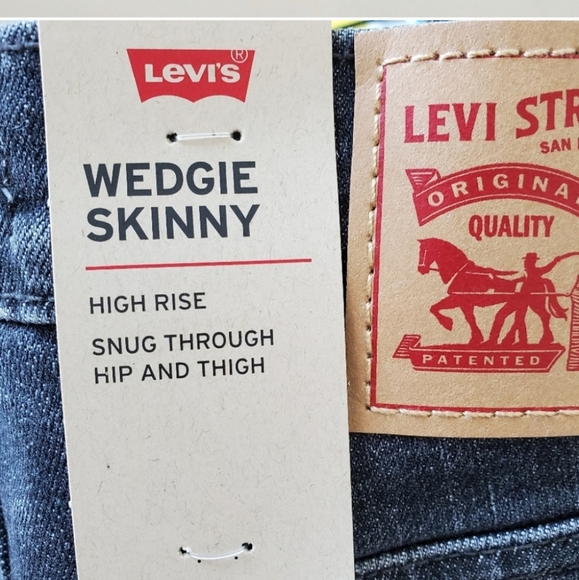 LEVI'S®
WEDGIE
SKINNY
HIGH RISE
SNUG THROUGH
HIP AND THIGH
LEVI STR
SAN
ORIGINA
QUALITY
PATENTED